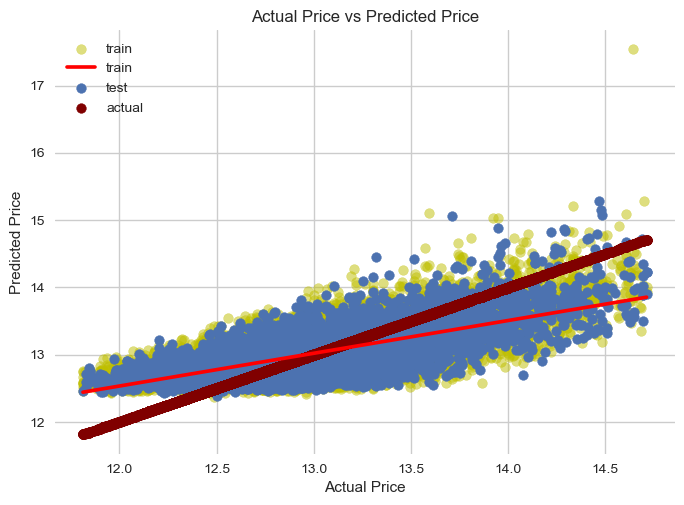 Actual Price vs Predicted Price
train
train
test
actual
Predicted Price
17
16
15
14
13
12
12.0 12.5 13.0 13.5 14.0 14.5
Actual Price